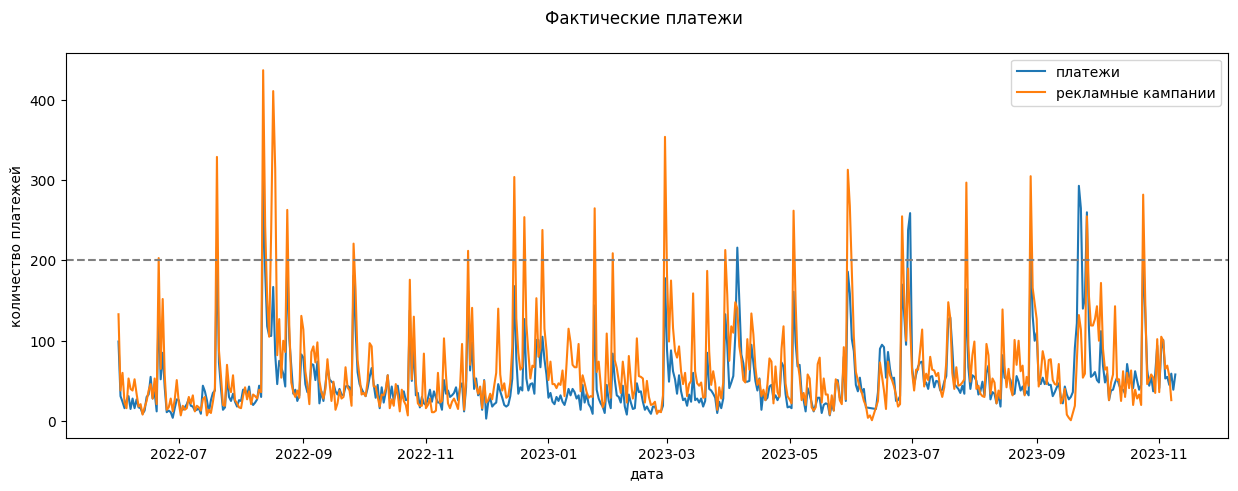 Фактические платежи
платежи
рекламные кампании
количество платежей
400
300
200
100
0
2022-07
2022-09
2022-11
2023-01
2023-03
2023-05
2023-07
2023-09
2023-11
дата